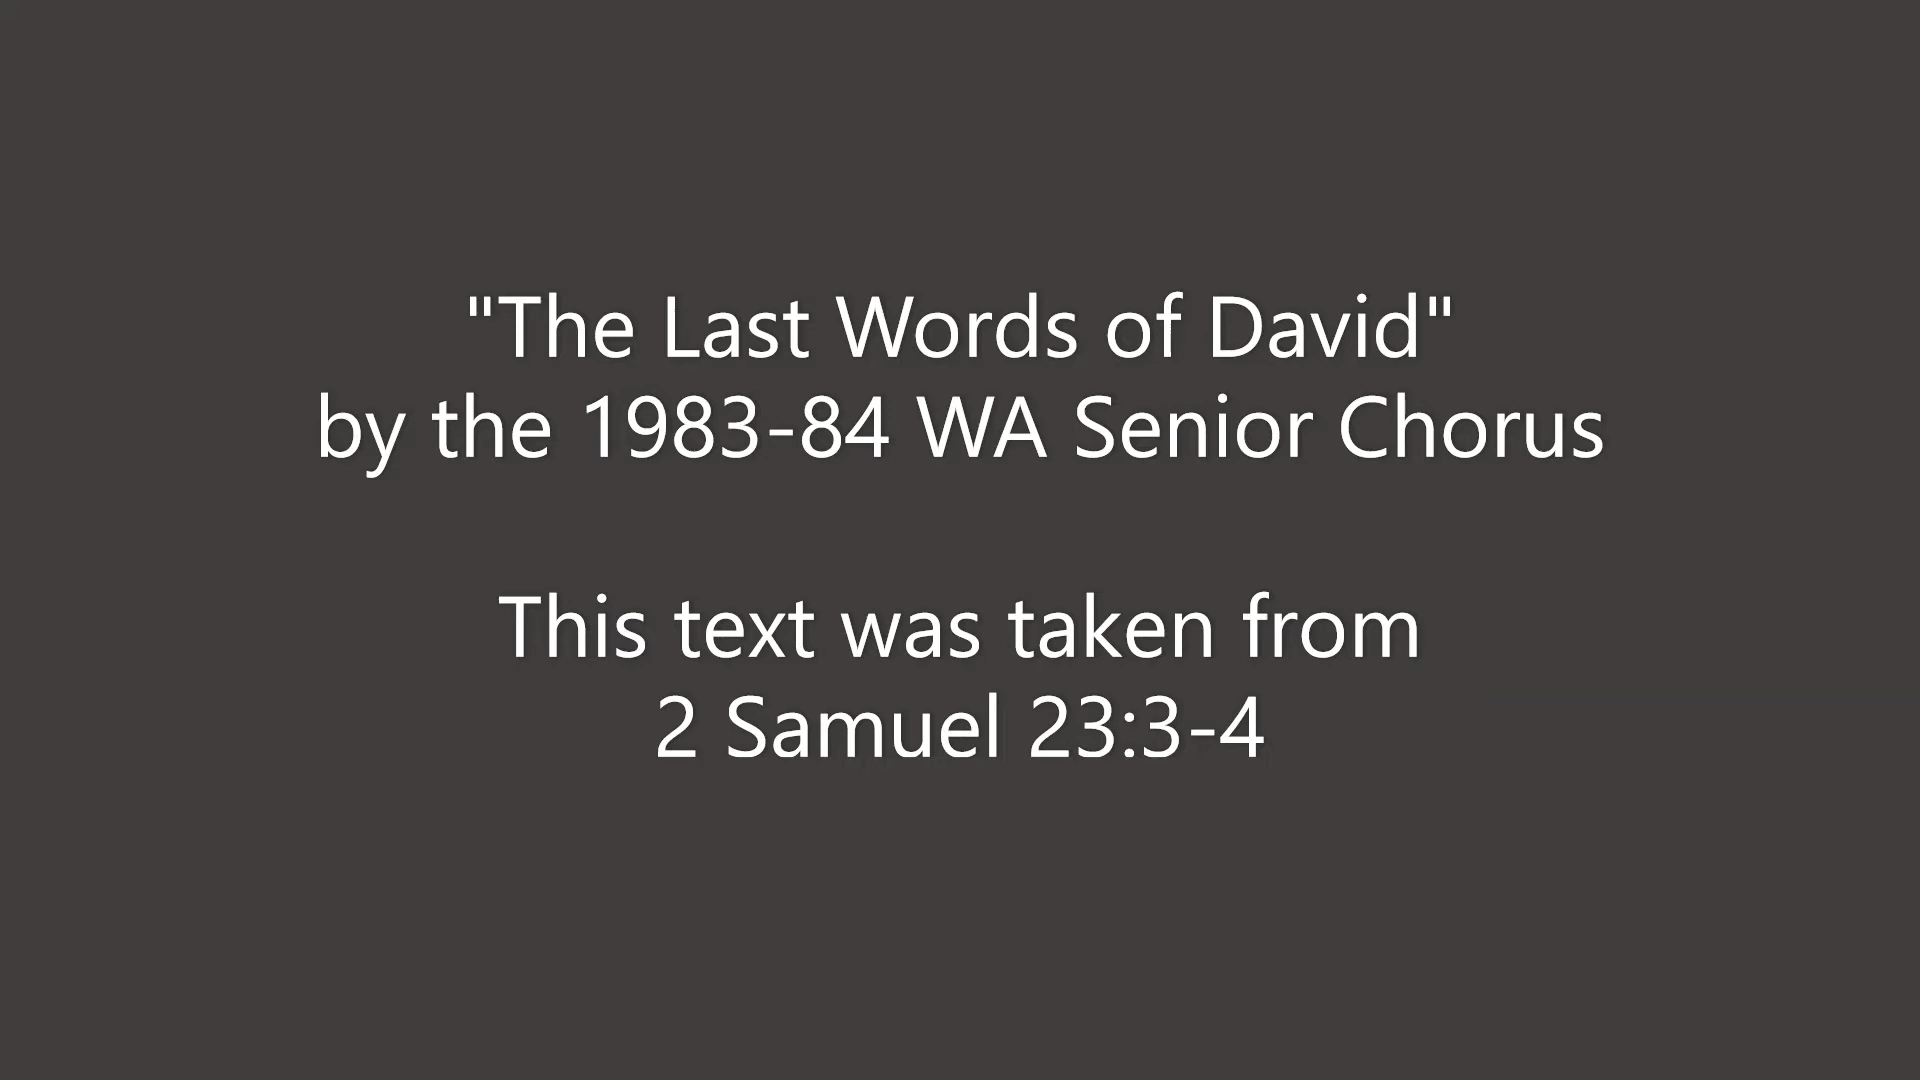 "The Last Words of David"
by the 1983-84 WA Senior Chorus
This text was taken from
2 Samuel 23:3-4